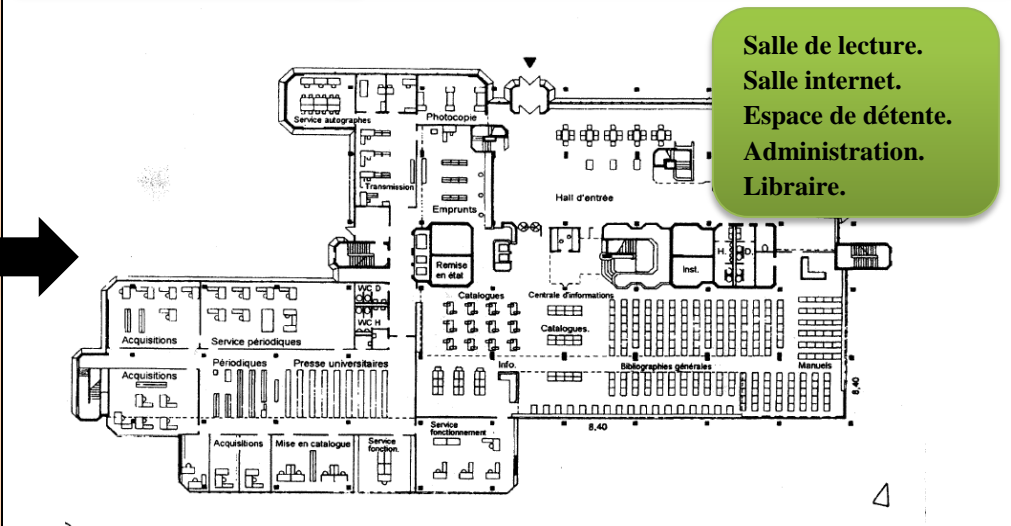 Salle de lecture.
Salle internet.
Espace de détente.
Administration.
Libraire.
Service autographes
Photocopie
Transmission
Emprunts
Hall d'entrée
Remise
en état
Inst.
H.
D.
WC D
WC H
Catalogues
Centrale d'informations
Catalogues.
Acquisitions
Service périodiques
Périodiques
Presse universitaires
Info.
Bibliographies générales
Manuels
Acquisitions
8,40
8,40
Service
fonctionnement
Acquisitions
Mise en catalogue
Service
fonction.